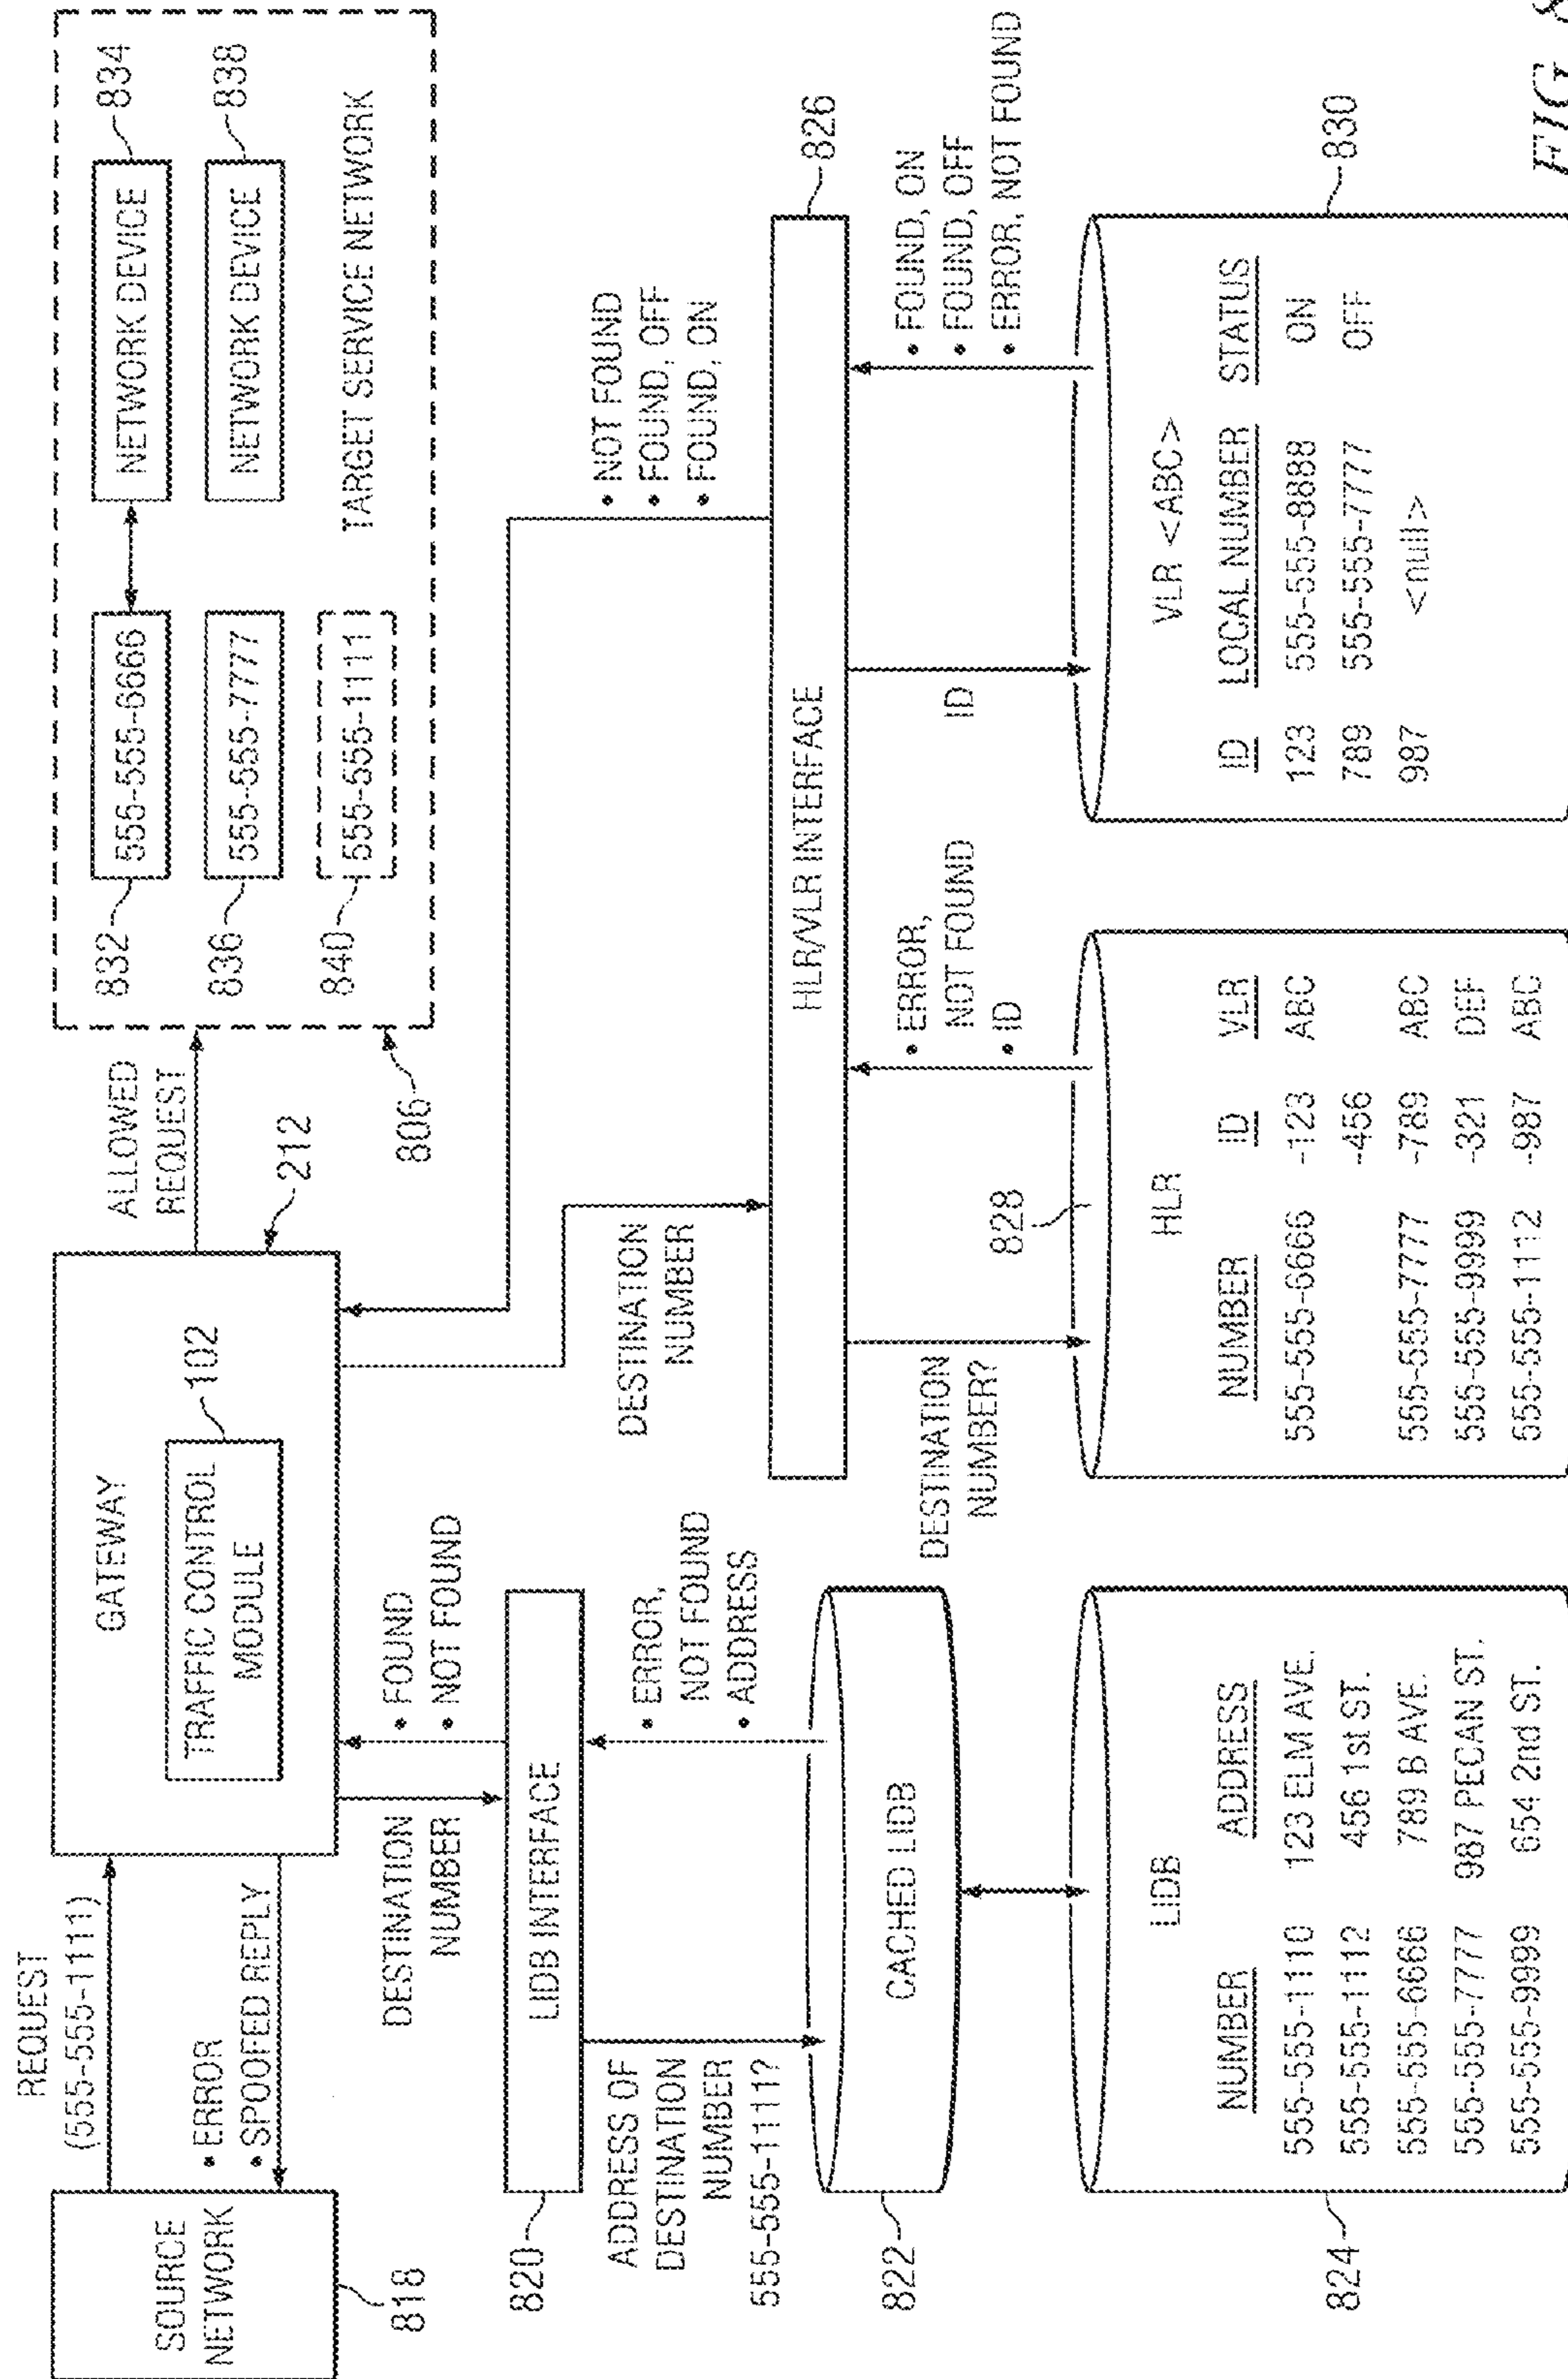 REQUEST
(555-555-1111)
SOURCE
NETWORK
818
• ERROR
• SPOOFED REPLY
GATEWAY
TRAFFIC CONTROL
MODULE
102
212
ALLOWED
REQUEST
806
832
555-555-6666
NETWORK DEVICE
834
836
555-555-7777
NETWORK DEVICE
838
840
555-555-1111
TARGET SERVICE NETWORK
DESTINATION
NUMBER
• FOUND
• NOT FOUND
820
LIDB INTERFACE
ADDRESS OF
DESTINATION
NUMBER
555-555-1111?
• ERROR,
NOT FOUND
• ADDRESS
822
CACHED LIDB
824
LIDB
NUMBER ADDRESS
555-555-1110 123 ELM AVE.
555-555-1112 456 1st ST.
555-555-6666 789 B AVE.
555-555-7777 987 PECAN ST.
555-555-9999 654 2nd ST.
DESTINATION
NUMBER
• NOT FOUND
• FOUND, OFF
• FOUND, ON
HLR/VLR INTERFACE
826
DESTINATION
NUMBER?
• ERROR,
NOT FOUND
• ID
ID
• FOUND, ON
• FOUND, OFF
• ERROR, NOT FOUND
828
HLR
NUMBER ID VLR
555-555-6666 -123 ABC
-456
555-555-7777 -789 ABC
555-555-9999 -321 DEF
555-555-1112 -987 ABC
830
VLR <ABC>
ID LOCAL NUMBER STATUS
123 555-555-8888 ON
789 555-555-7777 OFF
987 <null>
FIG. 8